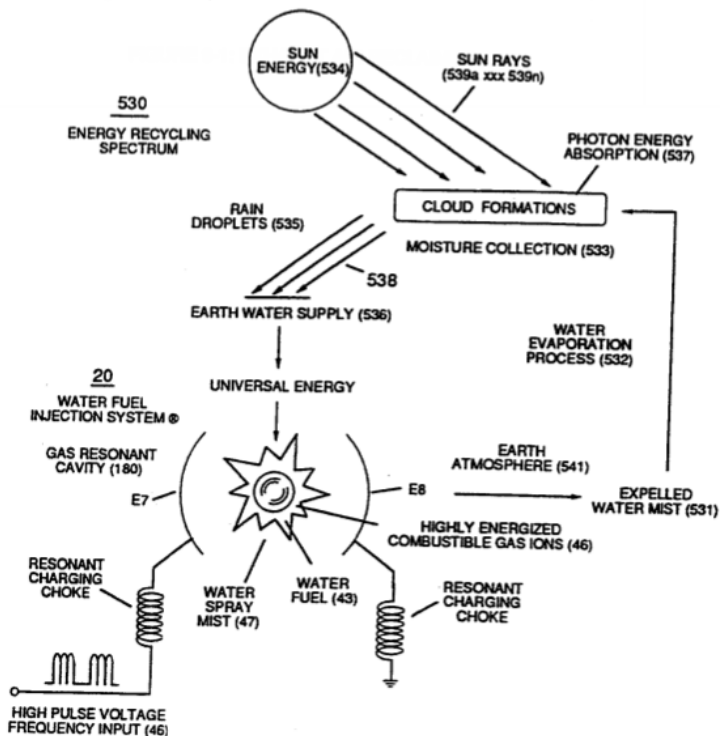 SUN
ENERGY(534)
SUN RAYS
(539a xxx 539n)
530
ENERGY RECYCLING
SPECTRUM
PHOTON ENERGY
ABSORPTION (537)
CLOUD FORMATIONS
RAIN
DROPLETS (535)
MOISTURE COLLECTION (533)
538
EARTH WATER SUPPLY (536)
WATER
EVAPORATION
PROCESS (532)
UNIVERSAL ENERGY
20
WATER FUEL
INJECTION SYSTEM ®
GAS RESONANT
CAVITY (180)
E7
E8
EARTH
ATMOSPHERE (541)
EXPELLED
WATER MIST (531)
HIGHLY ENERGIZED
COMBUSTIBLE GAS IONS (46)
RESONANT
CHARGING
CHOKE
WATER
SPRAY
MIST (47)
WATER
FUEL (43)
RESONANT
CHARGING
CHOKE
HIGH PULSE VOLTAGE
FREQUENCY INPUT (46)